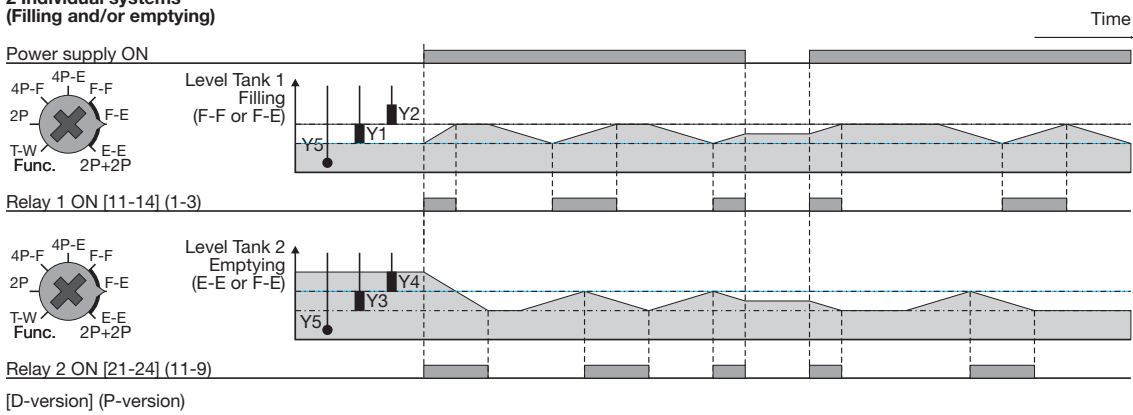 2 individual systems
(Filling and/or emptying)
Time
Power supply ON
4P-F 4P-E F-F
2P F-E
T-W E-E
Func. 2P+2P
Level Tank 1
Filling
(F-F or F-E)
Y5 Y1 Y2
Relay 1 ON [11-14] (1-3)
4P-F 4P-E F-F
2P F-E
T-W E-E
Func. 2P+2P
Level Tank 2
Emptying
(E-E or F-E)
Y5 Y3 Y4
Relay 2 ON [21-24] (11-9)
[D-version] (P-version)